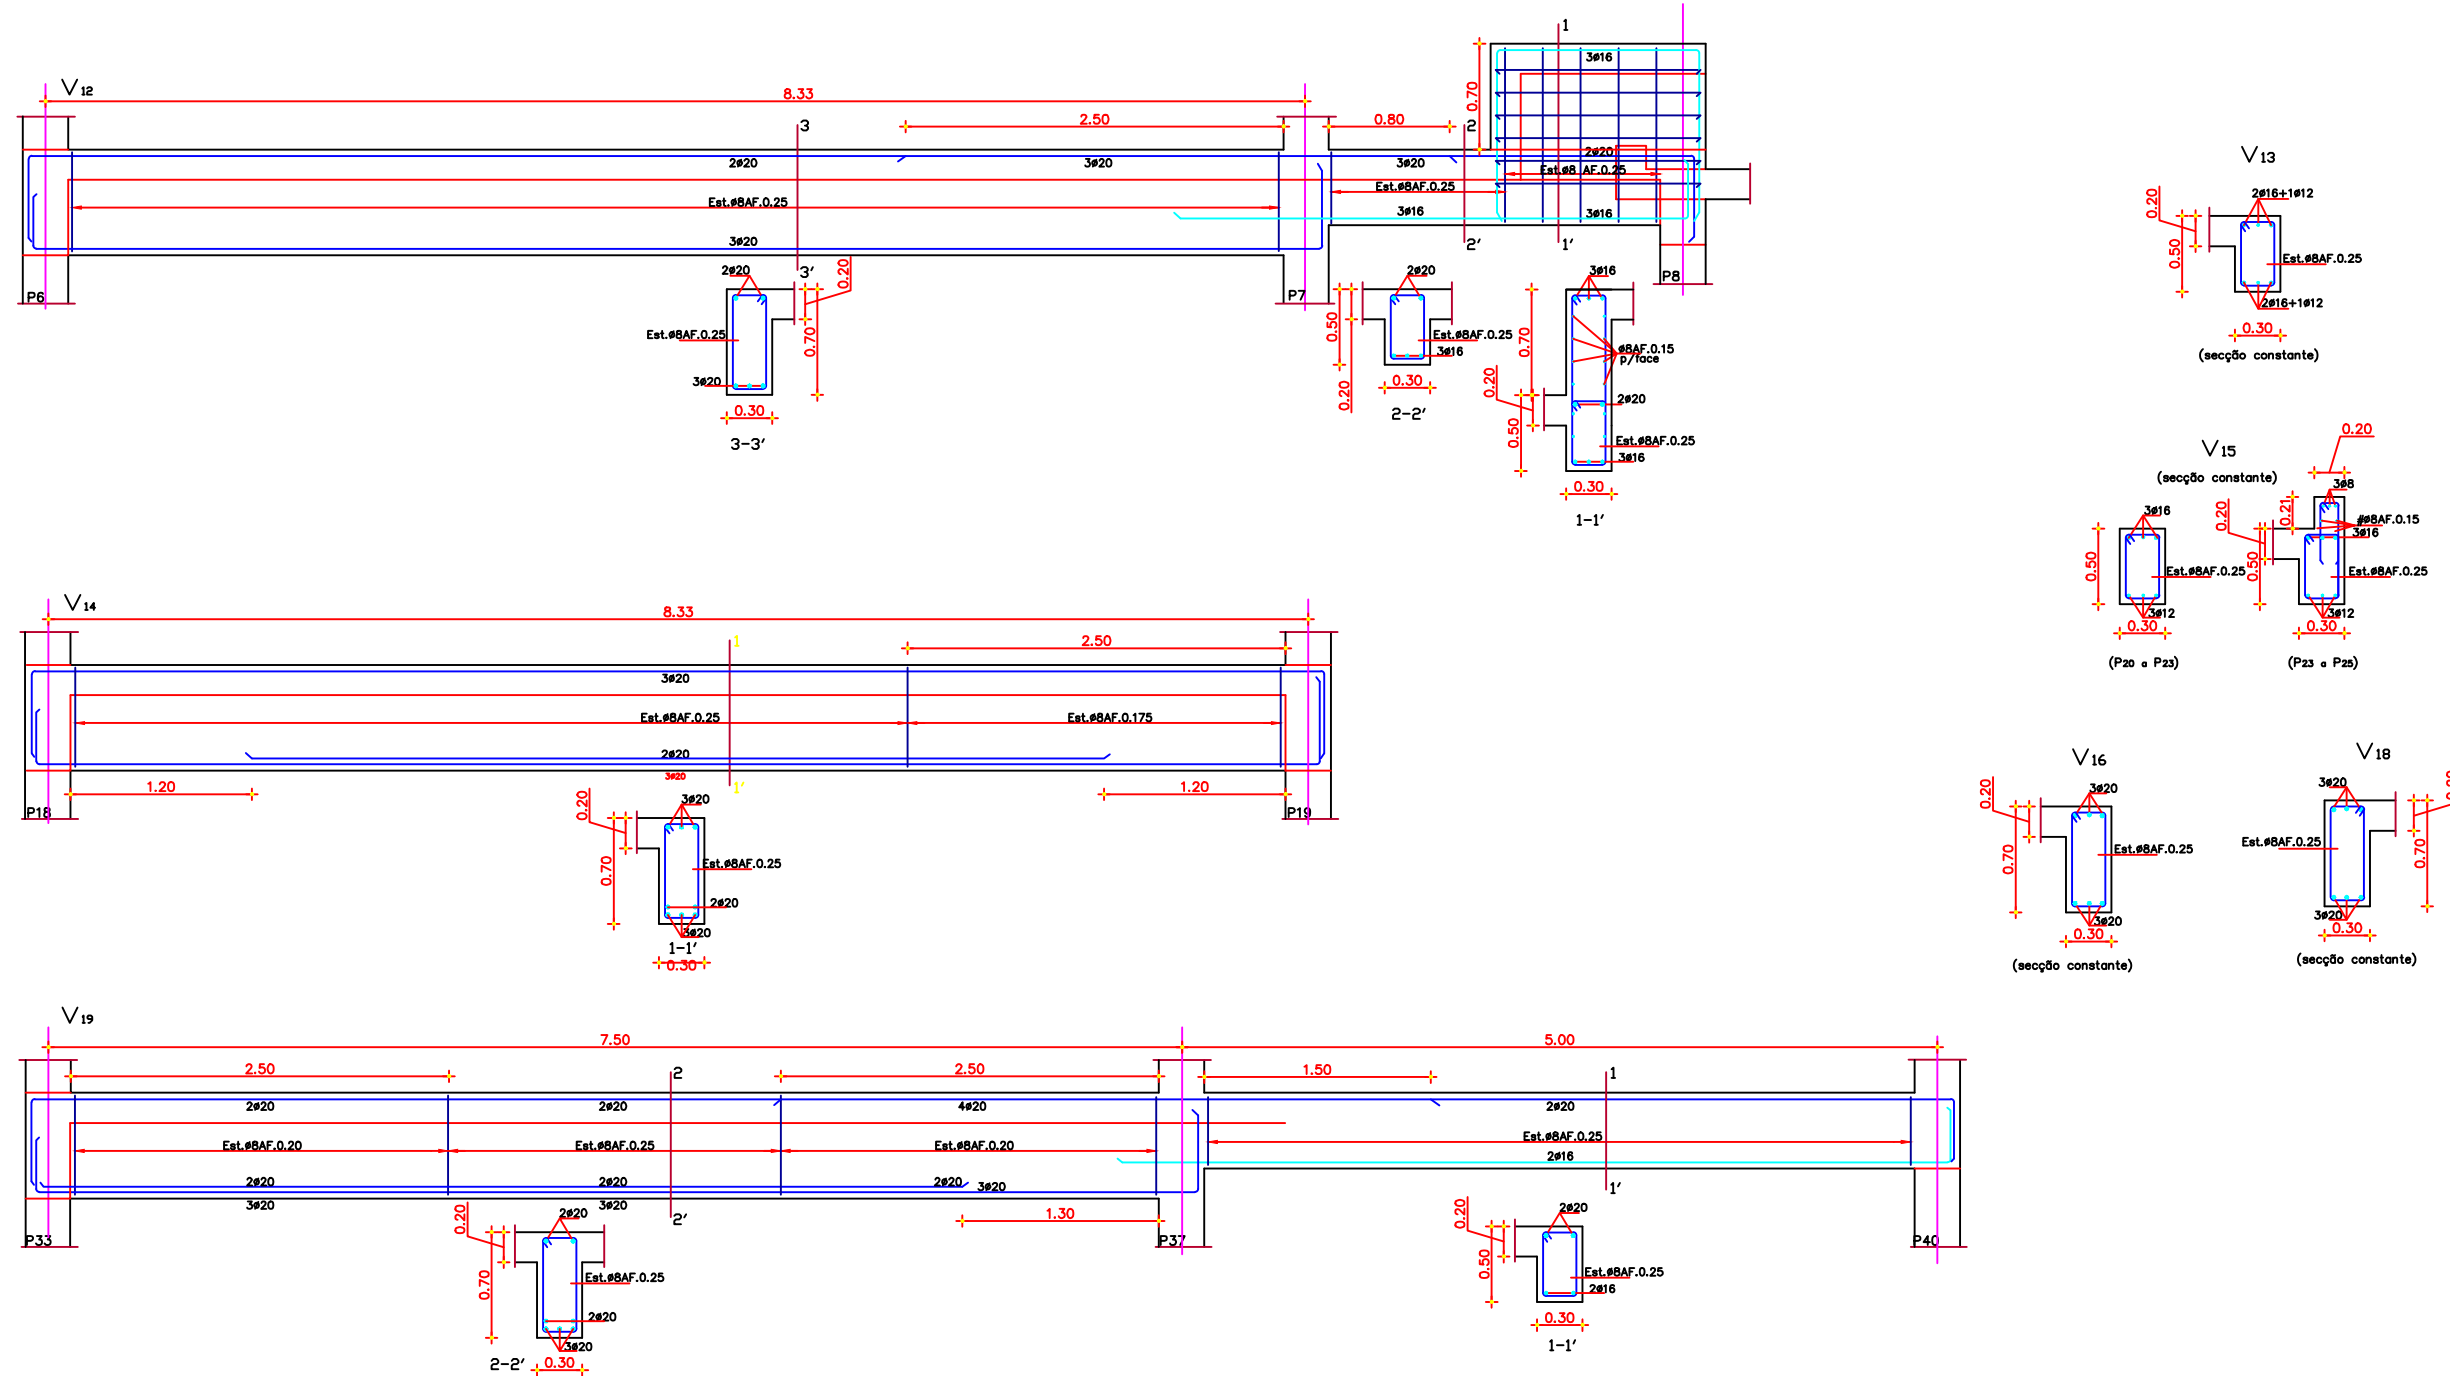 V12
8.33
2.50
0.80
0.70
1
2
3
3ø16
2ø20
2ø20
3ø20
3ø20
Est.ø8 AF.0.25
Est.ø8AF.0.25
Est.ø8AF.0.25
3ø16
3ø16
3ø20
3'
2'
1'
P6
P7
P8
2ø20
0.20
Est.ø8AF.0.25
0.70
3ø20
0.30
3-3'
2ø20
0.50
Est.ø8AF.0.25
3ø16
0.20
0.30
2-2'
3ø16
0.70
ø8AF.0.15
p/face
0.20
2ø20
0.50
Est.ø8AF.0.25
3ø16
0.30
1-1'
V13
2ø16+1ø12
0.20
0.50
Est.ø8AF.0.25
2ø16+1ø12
0.30
(secção constante)
V15
(secção constante)
0.20
3ø16
0.50
Est.ø8AF.0.25
3ø12
0.30
(P20 a P23)
3ø8
0.21
0.20
#ø8AF.0.15
3ø16
0.50
Est.ø8AF.0.25
3ø12
0.30
(P23 a P25)
V14
8.33
1
2.50
3ø20
Est.ø8AF.0.25
Est.ø8AF.0.175
2ø20
3ø20
1.20
1'
1.20
P18
P19
3ø20
0.20
0.70
Est.ø8AF.0.25
2ø20
3ø20
1-1'
0.30
V16
3ø20
0.20
0.70
Est.ø8AF.0.25
3ø20
0.30
(secção constante)
V18
3ø20
0.20
Est.ø8AF.0.25
0.70
3ø20
0.30
(secção constante)
V19
7.50
5.00
2.50
2
2.50
1.50
1
2ø20
2ø20
4ø20
2ø20
Est.ø8AF.0.20
Est.ø8AF.0.25
Est.ø8AF.0.20
Est.ø8AF.0.25
2ø16
2ø20
2ø20
2ø20
3ø20
3ø20
3ø20
1.30
2'
1'
P33
P37
P40
2ø20
0.20
0.70
Est.ø8AF.0.25
2ø20
3ø20
2-2'
0.30
2ø20
0.20
0.50
Est.ø8AF.0.25
2ø16
0.30
1-1'